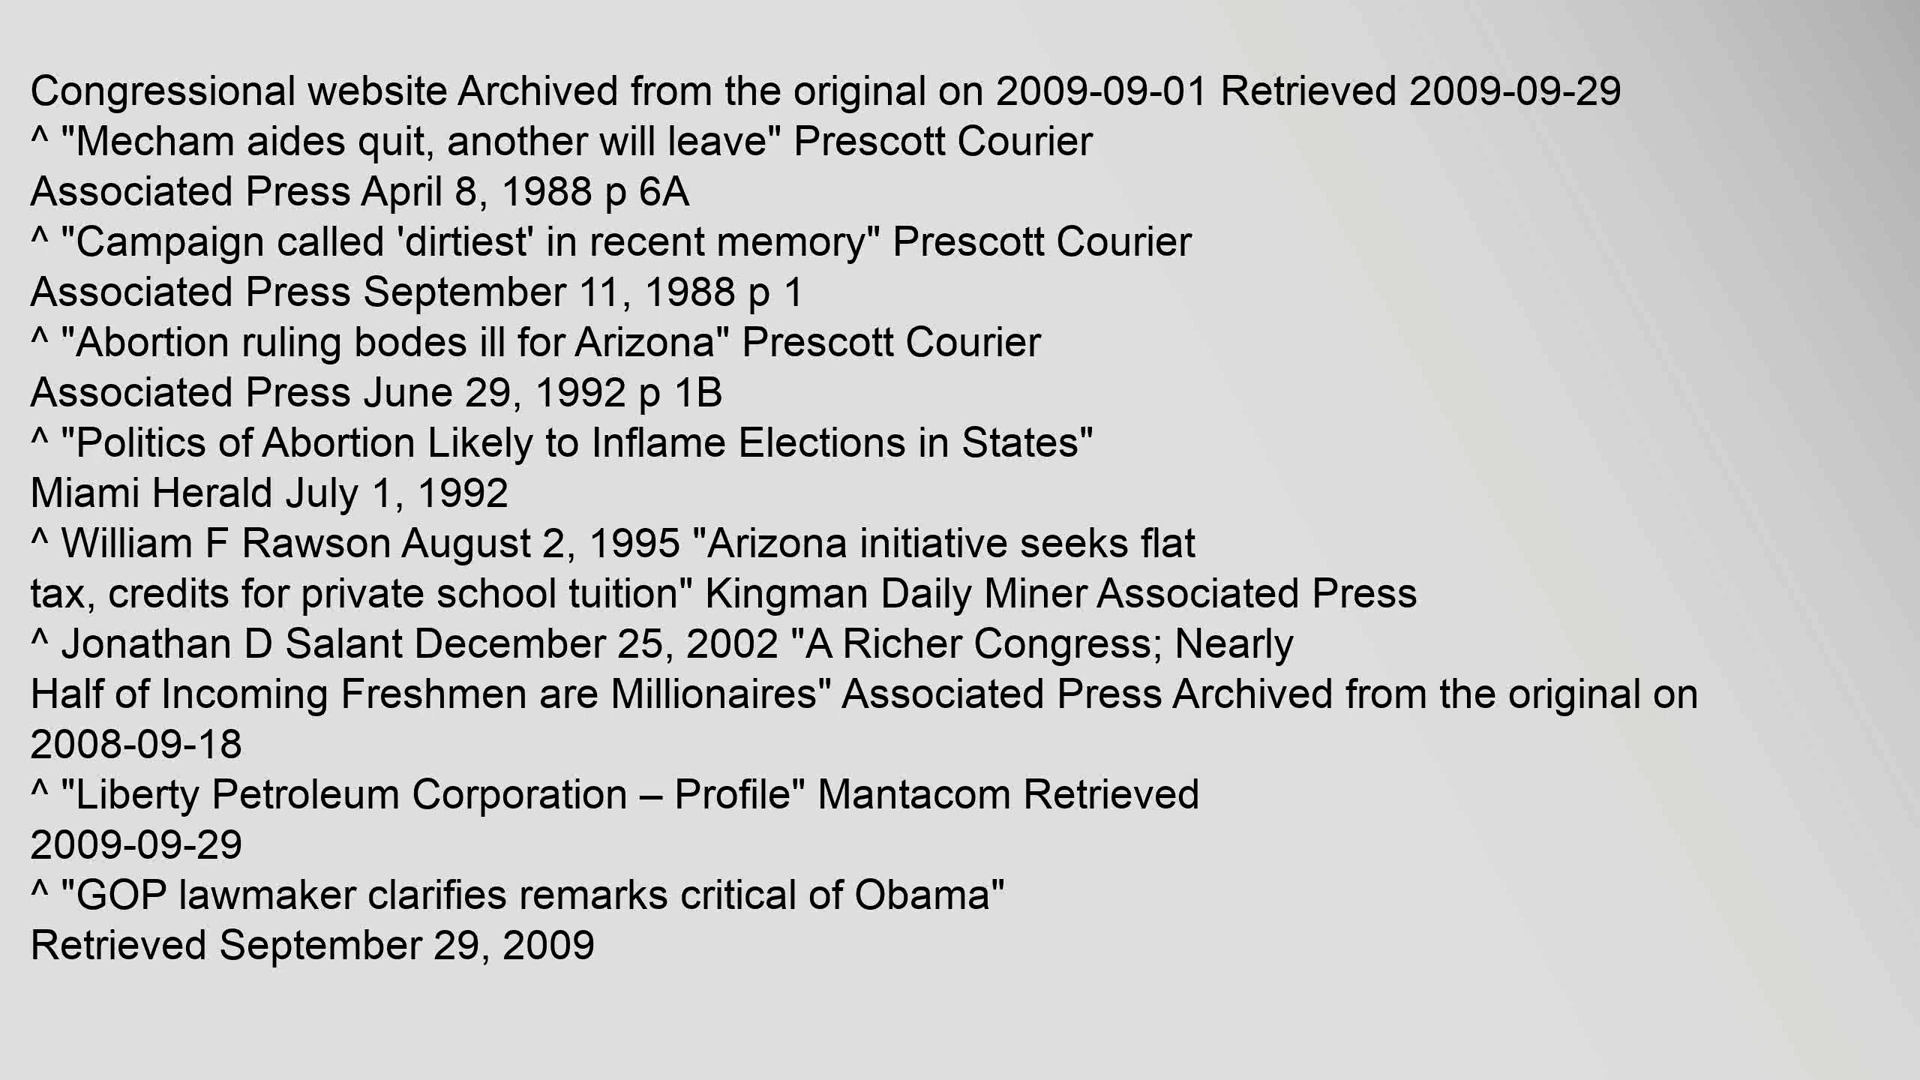 Congressional website Archived from the original on 2009-09-01 Retrieved 2009-09-29
^ "Mecham aides quit, another will leave" Prescott Courier
Associated Press April 8, 1988 p 6A
^ "Campaign called 'dirtiest' in recent memory" Prescott Courier
Associated Press September 11, 1988 p 1
^ "Abortion ruling bodes ill for Arizona" Prescott Courier
Associated Press June 29, 1992 p 1B
^ "Politics of Abortion Likely to Inflame Elections in States"
Miami Herald July 1, 1992
^ William F Rawson August 2, 1995 "Arizona initiative seeks flat
tax, credits for private school tuition" Kingman Daily Miner Associated Press
^ Jonathan D Salant December 25, 2002 "A Richer Congress; Nearly
Half of Incoming Freshmen are Millionaires" Associated Press Archived from the original on
2008-09-18
^ "Liberty Petroleum Corporation – Profile" Mantacom Retrieved
2009-09-29
^ "GOP lawmaker clarifies remarks critical of Obama"
Retrieved September 29, 2009